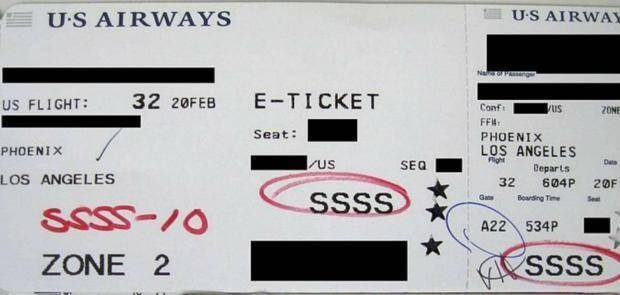 U·S AIRWAYS
US FLIGHT: 32 20FEB
PHOENIX
LOS ANGELES
SSSS-10
ZONE 2
E-TICKET
Seat:
/US SEQ
SSSS
U·S AIRWAY
Name of Passenger
Conf: /US ZONE
FF#:
PHOENIX
LOS ANGELES
Flight Departs Date
32 604P 20F
Gate Boarding Time Seat
A22 534P
SSSS